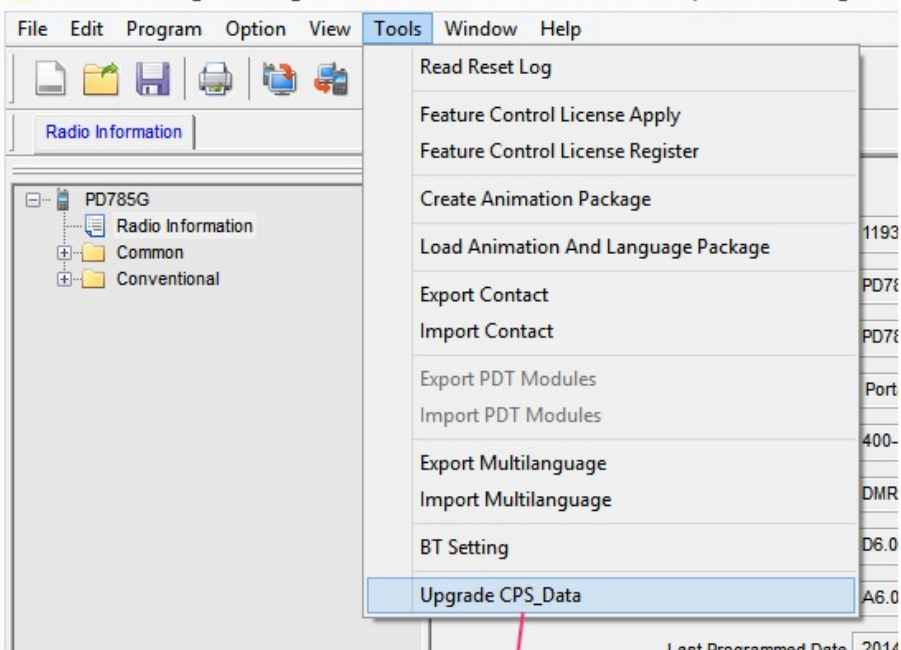 File Edit Program Option View Tools Window Help
Read Reset Log
Feature Control License Apply
Feature Control License Register
Create Animation Package
Load Animation And Language Package
Export Contact
Import Contact
Export PDT Modules
Import PDT Modules
Export Multilanguage
Import Multilanguage
BT Setting
Upgrade CPS_Data
Radio Information
PD785G
Radio Information
Common
Conventional
1193
PD78
PD78
Port
400-
DMR
D6.0
A6.0
Last Programmed Date 2014